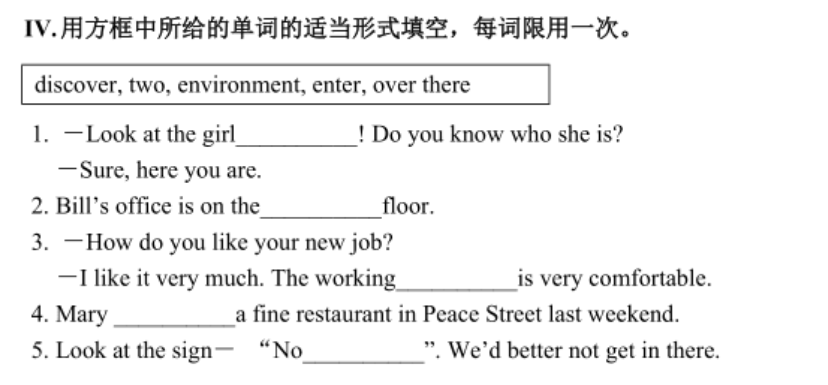 IV.用方框中所给的单词的适当形式填空，每词限用一次。
discover, two, environment, enter, over there
1. —Look at the girl__________! Do you know who she is?
—Sure, here you are.
2. Bill’s office is on the__________floor.
3. —How do you like your new job?
—I like it very much. The working__________is very comfortable.
4. Mary __________a fine restaurant in Peace Street last weekend.
5. Look at the sign— “No__________”. We’d better not get in there.